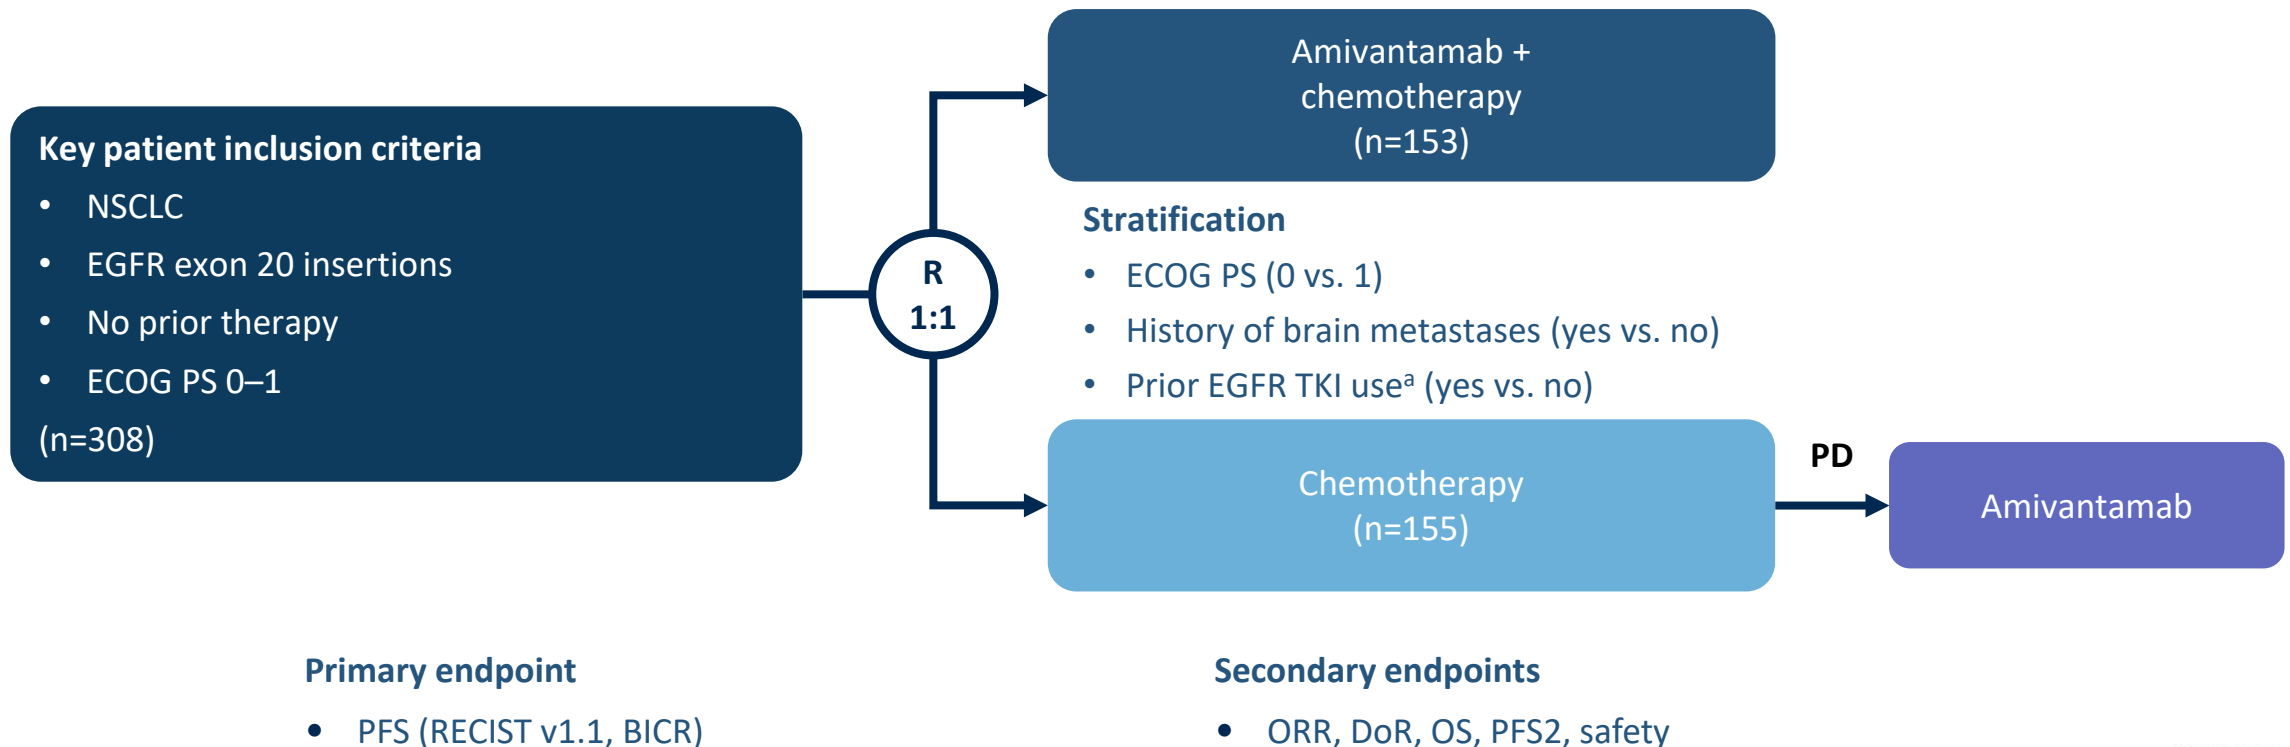 Key patient inclusion criteria
• NSCLC
• EGFR exon 20 insertions
• No prior therapy
• ECOG PS 0–1
(n=308)
R
1:1
Amivantamab +
chemotherapy
(n=153)
Stratification
• ECOG PS (0 vs. 1)
• History of brain metastases (yes vs. no)
• Prior EGFR TKI useᵃ (yes vs. no)
Chemotherapy
(n=155)
PD
Amivantamab
Primary endpoint
• PFS (RECIST v1.1, BICR)
Secondary endpoints
• ORR, DoR, OS, PFS2, safety